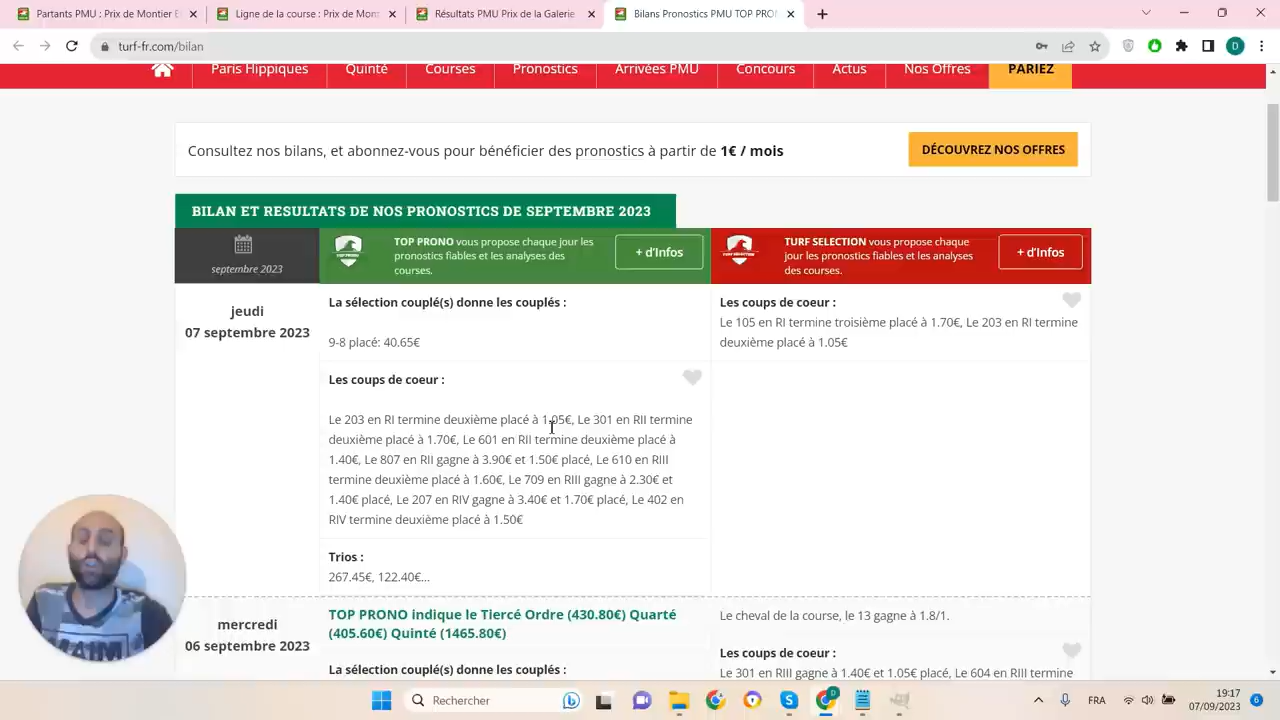 Partants PMU : Prix de Montr
Ligne de la course : Prix de Mon
Résultats PMU Prix de la Galerie
Bilans Pronostics PMU TOP PRON
turf-fr.com/bilan
D
Paris Hippiques
Quinté
Courses
Pronostics
Arrivées PMU
Concours
Actus
Nos Offres
PARIEZ
Consultez nos bilans, et abonnez-vous pour bénéficier des pronostics à partir de 1€ / mois
DÉCOUVREZ NOS OFFRES
BILAN ET RESULTATS DE NOS PRONOSTICS DE SEPTEMBRE 2023
septembre 2023
TOP PRONO vous propose chaque jour les
pronostics fiables et les analyses des
courses.
+ d'Infos
TURF SELECTION vous propose chaque
jour les pronostics fiables et les analyses
des courses.
+ d'Infos
jeudi
07 septembre 2023
La sélection couplé(s) donne les couplés :
9-8 placé: 40.65€
Les coups de coeur :
Le 203 en RI termine deuxième placé à 1.05€, Le 301 en RII termine
deuxième placé à 1.70€, Le 601 en RII termine deuxième placé à
1.40€, Le 807 en RII gagne à 3.90€ et 1.50€ placé, Le 610 en RIII
termine deuxième placé à 1.60€, Le 709 en RIII gagne à 2.30€ et
1.40€ placé, Le 207 en RIV gagne à 3.40€ et 1.70€ placé, Le 402 en
RIV termine deuxième placé à 1.50€
Trios :
267.45€, 122.40€...
Les coups de coeur :
Le 105 en RI termine troisième placé à 1.70€, Le 203 en RI termine
deuxième placé à 1.05€
mercredi
06 septembre 2023
TOP PRONO indique le Tiercé Ordre (430.80€) Quarté
(405.60€) Quinté (1465.80€)
La sélection couplé(s) donne les couplés :
Le cheval de la course, le 13 gagne à 1.8/1.
Les coups de coeur :
Le 301 en RIII gagne à 1.40€ et 1.05€ placé, Le 604 en RIII termine
Rechercher
FRA
19:17
07/09/2023
6